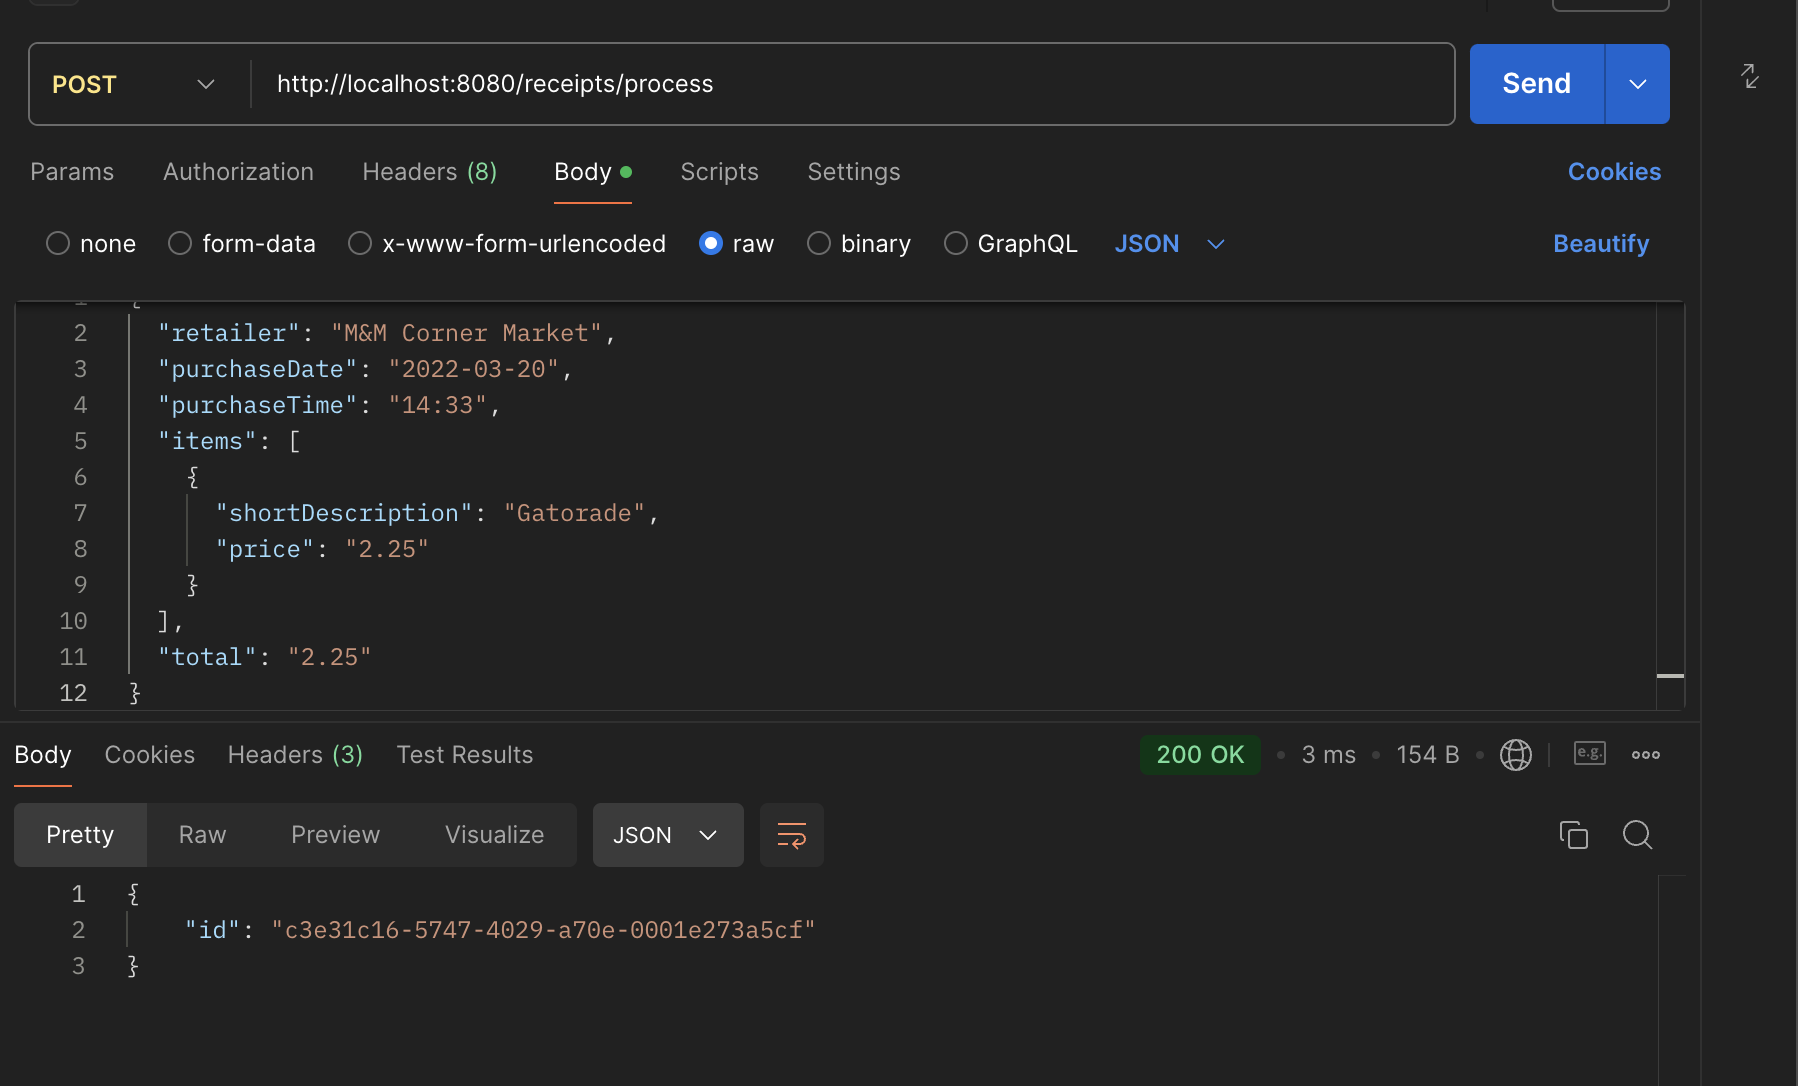 POST http://localhost:8080/receipts/process Send
Params Authorization Headers (8) Body Scripts Settings Cookies
none form-data x-www-form-urlencoded raw binary GraphQL JSON Beautify
2 "retailer": "M&M Corner Market",
3 "purchaseDate": "2022-03-20",
4 "purchaseTime": "14:33",
5 "items": [
6 {
7 "shortDescription": "Gatorade",
8 "price": "2.25"
9 }
10 ],
11 "total": "2.25"
12 }
Body Cookies Headers (3) Test Results 200 OK • 3 ms • 154 B • e.g.
Pretty Raw Preview Visualize JSON
1 {
2 "id": "c3e31c16-5747-4029-a70e-0001e273a5cf"
3 }